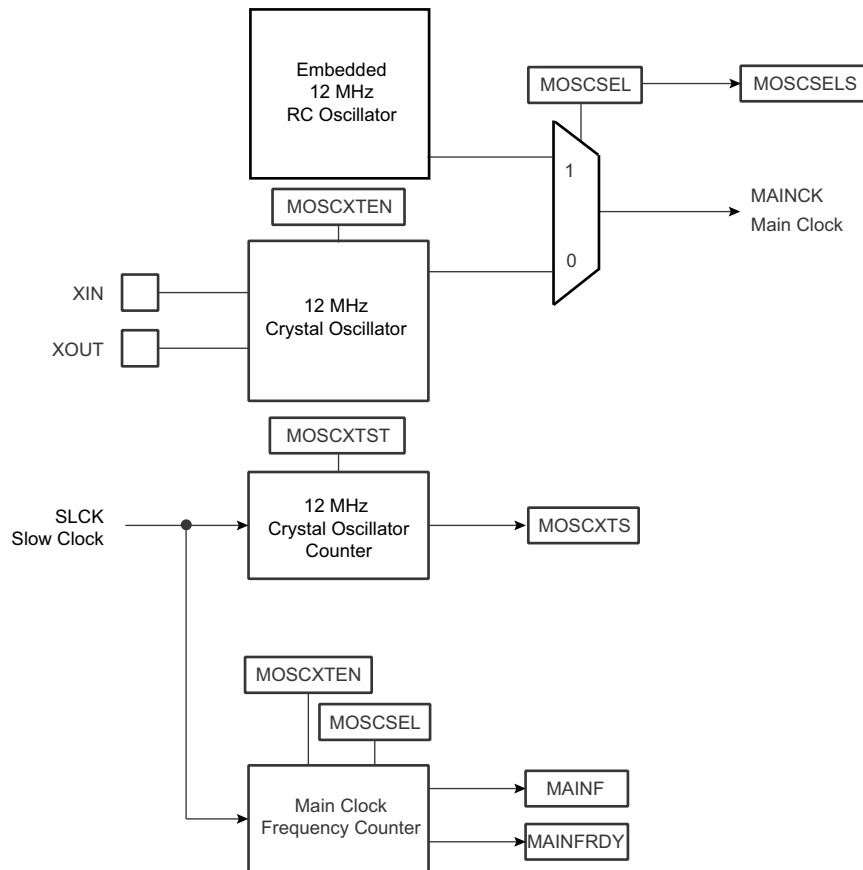 Embedded
12 MHz
RC Oscillator
MOSCSEL
MOSCSELS
1
MAINCK
Main Clock
MOSCXTEN
0
XIN
12 MHz
Crystal Oscillator
XOUT
MOSCXTST
SLCK
Slow Clock
12 MHz
Crystal Oscillator
Counter
MOSCXTS
MOSCXTEN
MOSCSEL
Main Clock
Frequency Counter
MAINF
MAINFRDY